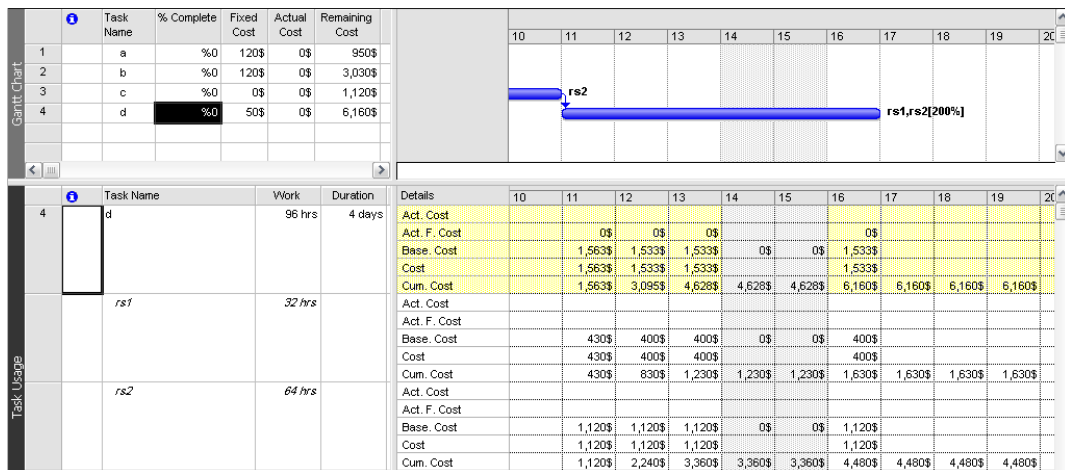 Task Name % Complete Fixed Cost Actual Cost Remaining Cost
10 11 12 13 14 15 16 17 18 19 20
1 a %0 120$ 0$ 950$
2 b %0 120$ 0$ 3,030$
3 c %0 0$ 0$ 1,120$
rs2
4 d %0 50$ 0$ 6,160$
rs1,rs2[200%]
Gantt Chart
Task Name Work Duration Details 10 11 12 13 14 15 16 17 18 19 20
4 d 96 hrs 4 days Act. Cost
Act. F. Cost 0$ 0$ 0$ 0$
Base. Cost 1,563$ 1,533$ 1,533$ 0$ 0$ 1,533$
Cost 1,563$ 1,533$ 1,533$ 1,533$
Cum. Cost 1,563$ 3,095$ 4,628$ 4,628$ 4,628$ 6,160$ 6,160$ 6,160$ 6,160$
rs1 32 hrs Act. Cost
Act. F. Cost
Base. Cost 430$ 400$ 400$ 0$ 0$ 400$
Cost 430$ 400$ 400$ 400$
Cum. Cost 430$ 830$ 1,230$ 1,230$ 1,230$ 1,630$ 1,630$ 1,630$ 1,630$
rs2 64 hrs Act. Cost
Act. F. Cost
Base. Cost 1,120$ 1,120$ 1,120$ 0$ 0$ 1,120$
Cost 1,120$ 1,120$ 1,120$ 1,120$
Cum. Cost 1,120$ 2,240$ 3,360$ 3,360$ 3,360$ 4,480$ 4,480$ 4,480$ 4,480$
Task Usage